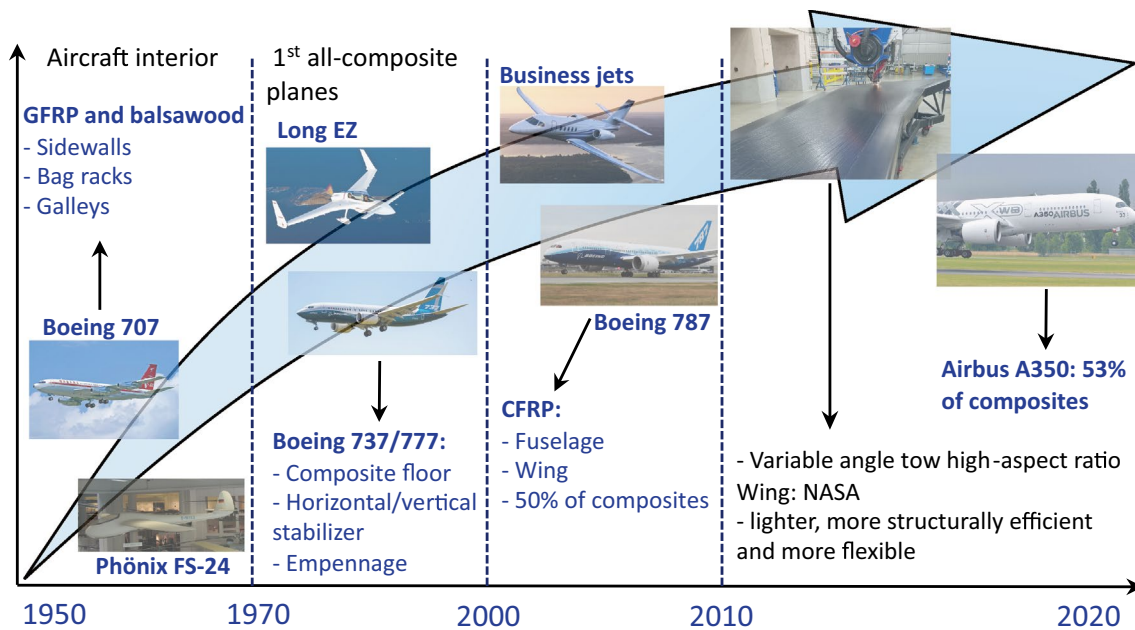 Aircraft interior
GFRP and balsawood
- Sidewalls
- Bag racks
- Galleys
Boeing 707
Phönix FS-24
1st all-composite
planes
Long EZ
Boeing 737/777:
- Composite floor
- Horizontal/vertical
stabilizer
- Empennage
Business jets
BOEING
Boeing 787
CFRP:
- Fuselage
- Wing
- 50% of composites
- Variable angle tow high-aspect ratio
Wing: NASA
- lighter, more structurally efficient
and more flexible
A350 AIRBUS
Airbus A350: 53%
of composites
1950
1970
2000
2010
2020